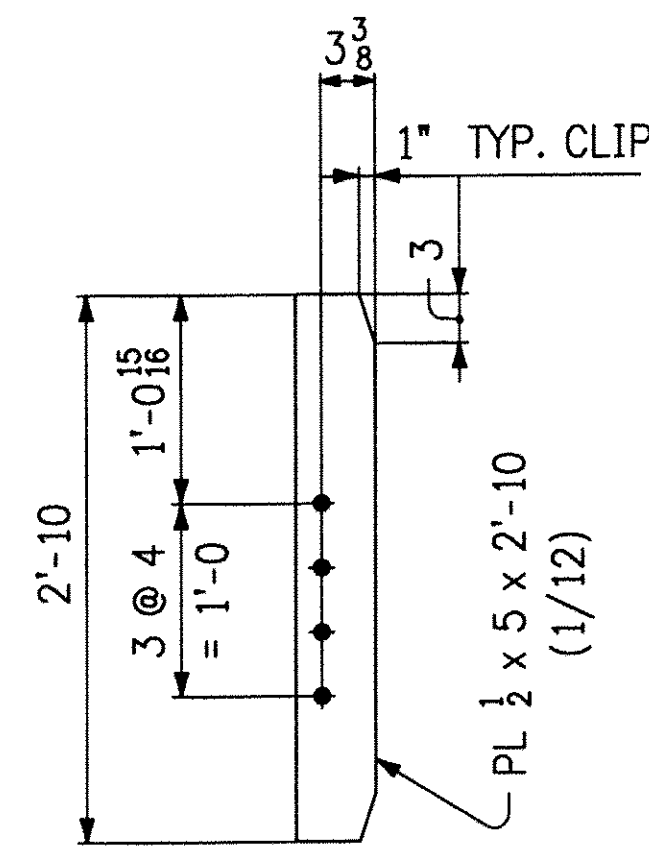 3 3/8
1" TYP. CLIP
3
1'-0 15/16
2'-10
3 @ 4
= 1'-0
PL 1/2 x 5 x 2'-10
(1/12)